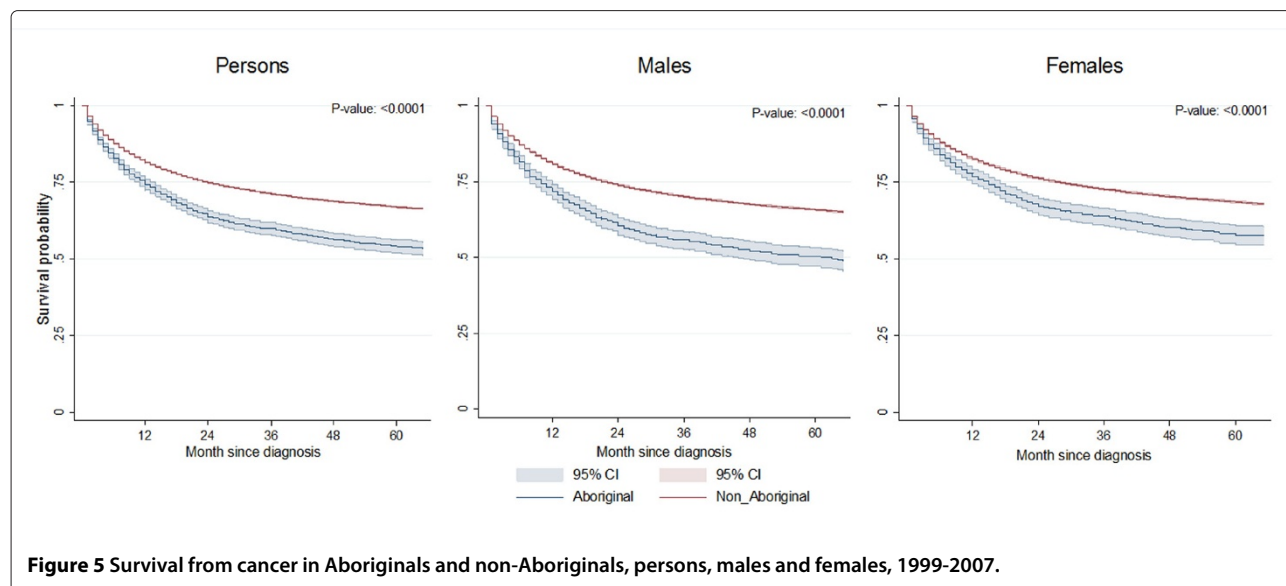 Persons
Males
Females
P-value: <0.0001
P-value: <0.0001
P-value: <0.0001
Survival probability
1
.75
.5
.25
0
12 24 36 48 60
Month since diagnosis
1
.75
.5
.25
0
12 24 36 48 60
Month since diagnosis
1
.75
.5
.25
0
12 24 36 48 60
Month since diagnosis
95% CI 95% CI
Aboriginal Non_Aboriginal
Figure 5 Survival from cancer in Aboriginals and non-Aboriginals, persons, males and females, 1999-2007.